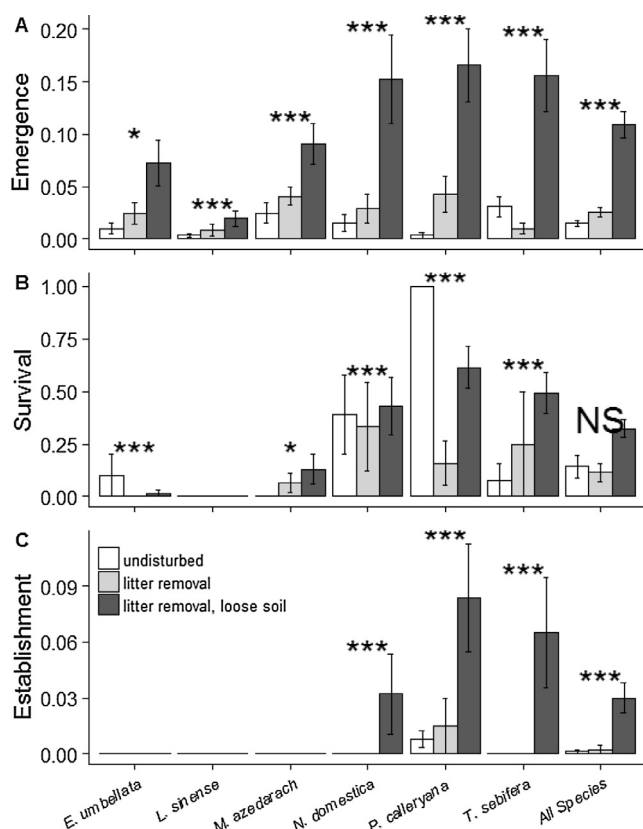 A
Emergence
0.20
0.15
0.10
0.05
0.00
*
***
***
***
***
***
***
B
Survival
1.00
0.75
0.50
0.25
0.00
***
*
***
***
***
NS
C
Establishment
0.09
0.06
0.03
0.00
undisturbed
litter removal
litter removal, loose soil
***
***
***
***
E. umbellata
L. sinense
M. azedarach
N. domestica
P. calleryana
T. sebifera
All Species